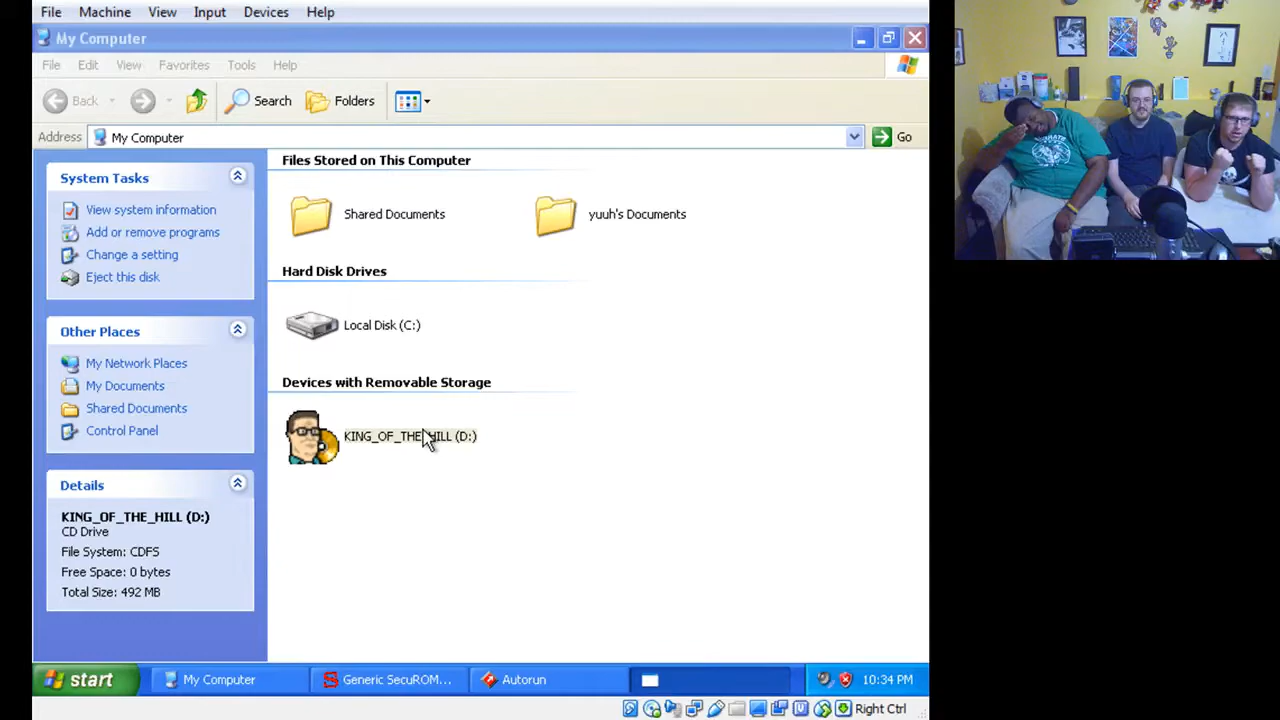 File Machine View Input Devices Help
My Computer
File Edit View Favorites Tools Help
Back Search Folders
Address My Computer Go
System Tasks
View system information
Add or remove programs
Change a setting
Eject this disk
Other Places
My Network Places
My Documents
Shared Documents
Control Panel
Details
KING_OF_THE_HILL (D:)
CD Drive
File System: CDFS
Free Space: 0 bytes
Total Size: 492 MB
Files Stored on This Computer
Shared Documents yuuh's Documents
Hard Disk Drives
Local Disk (C:)
Devices with Removable Storage
KING_OF_THE_HILL (D:)
start My Computer Generic SecuROM... Autorun 10:34 PM
Right Ctrl